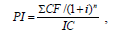 PI = ΣCF /(1+i)ⁿ / IC ,